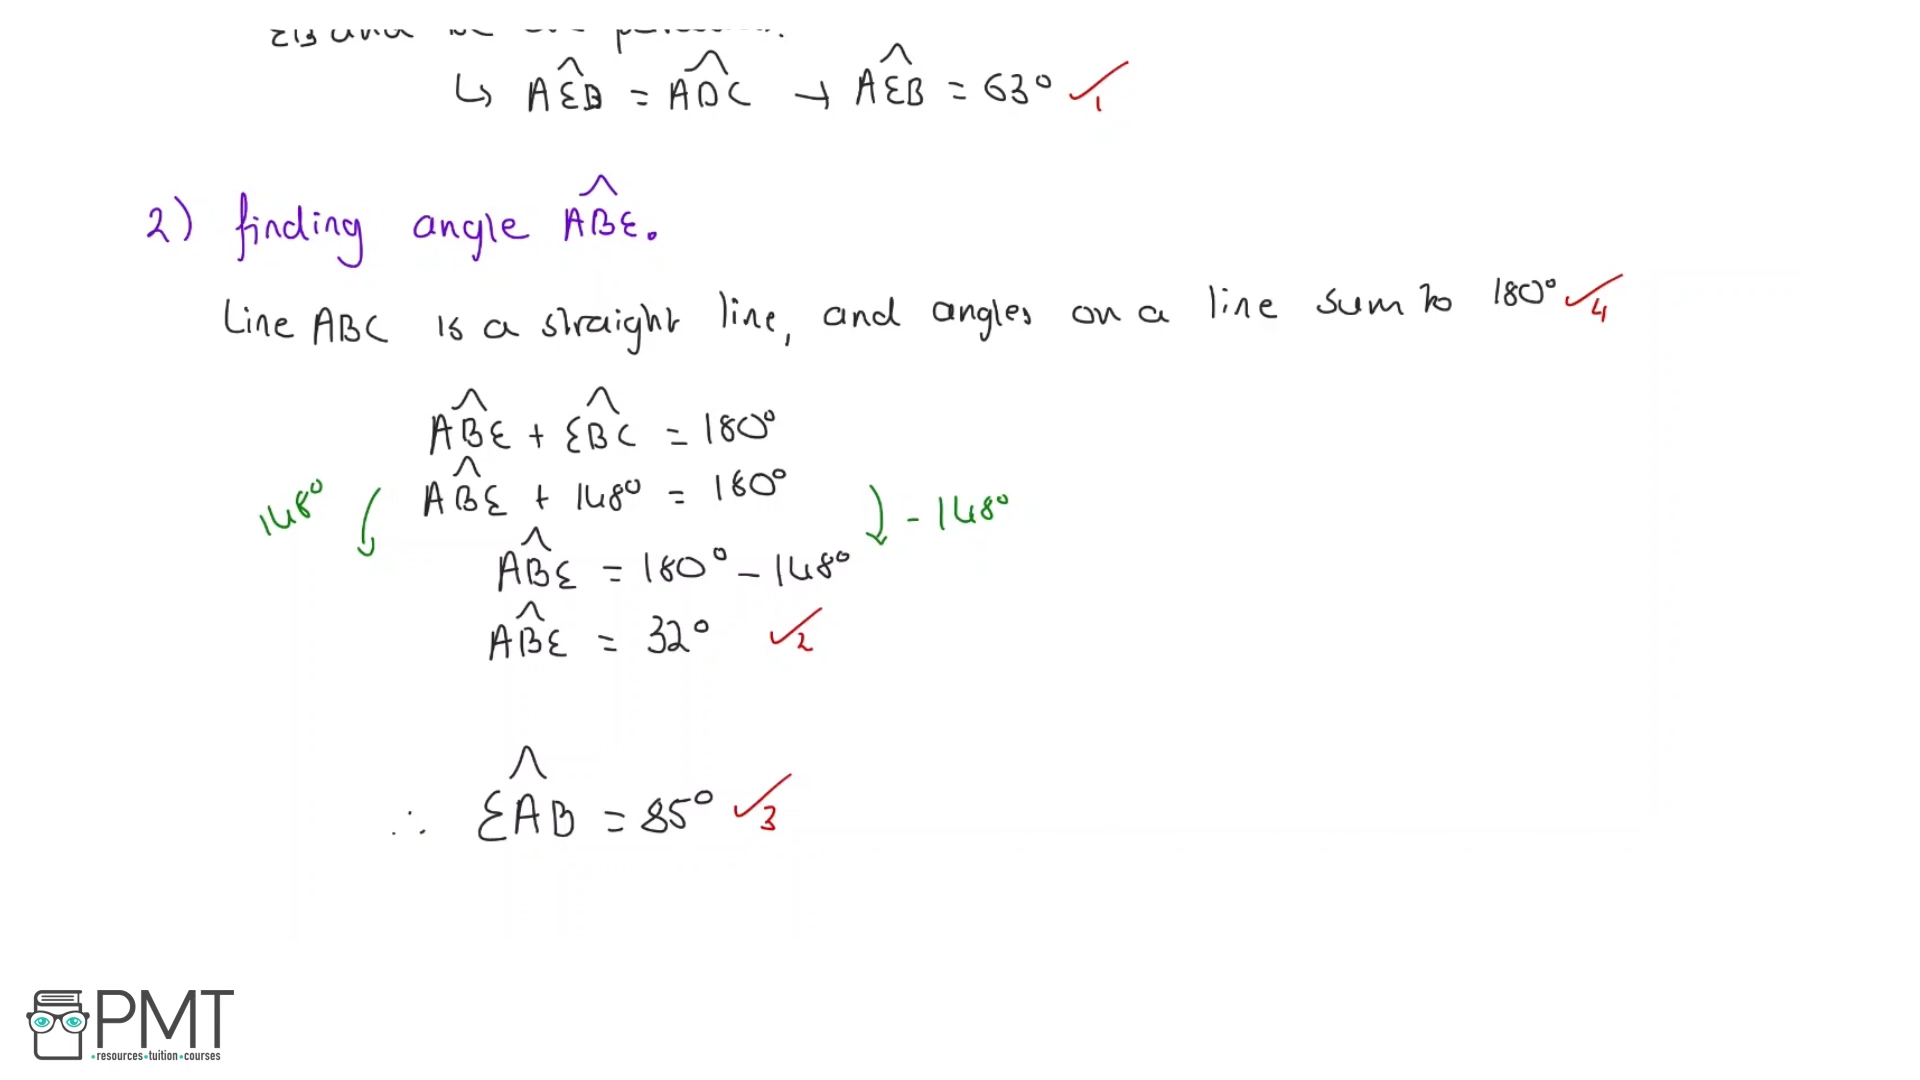 ↳ AÊB = AD̂C → AÊB = 63° ✓1
2) finding angle AB̂E.
Line ABC is a straight line, and angles on a line sum to 180° ✓4
AB̂E + EB̂C = 180°
AB̂E + 148° = 180°
148° - 148°
AB̂E = 180° - 148°
AB̂E = 32° ✓2
∴ EÂB = 85° ✓3
PMT
•resources•tuition•courses